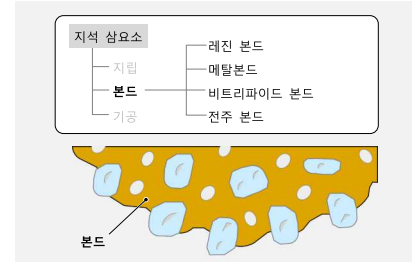 지석 삼요소
지립
본드
기공
레진 본드
메탈본드
비트리파이드 본드
전주 본드
본드